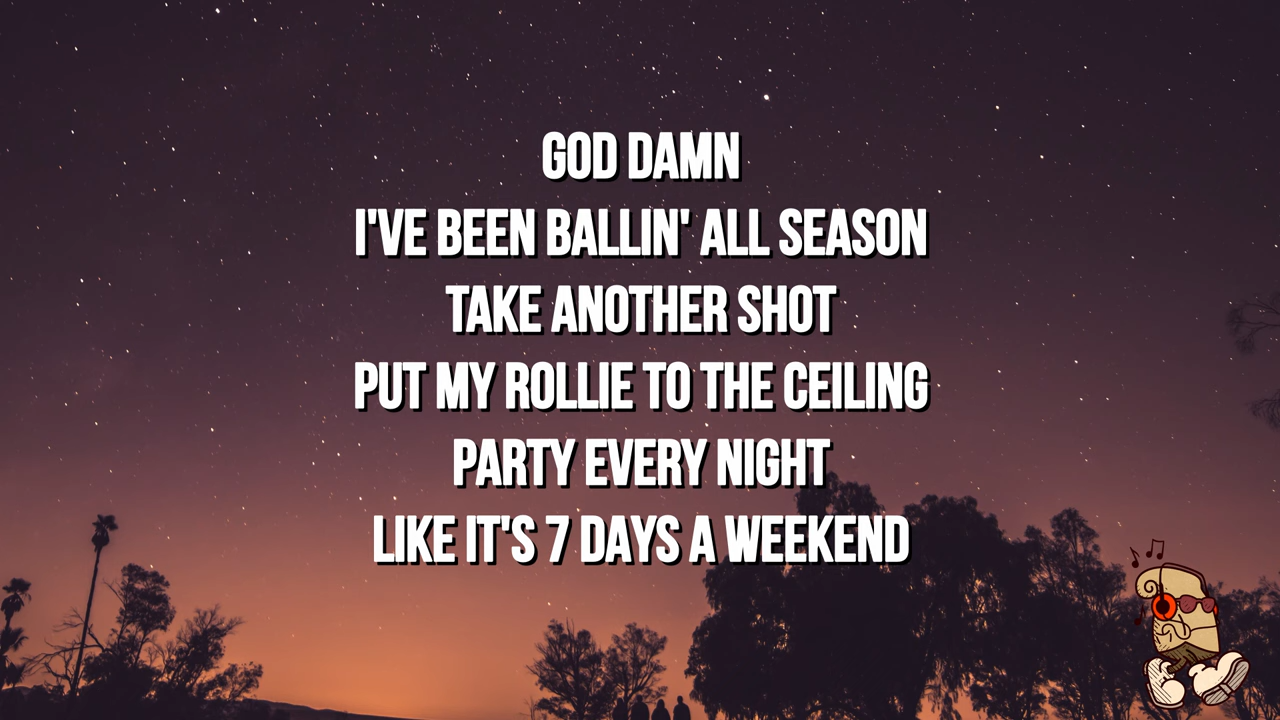 GOD DAMN
I'VE BEEN BALLIN' ALL SEASON
TAKE ANOTHER SHOT
PUT MY ROLLIE TO THE CEILING
PARTY EVERY NIGHT
LIKE IT'S 7 DAYS A WEEKEND